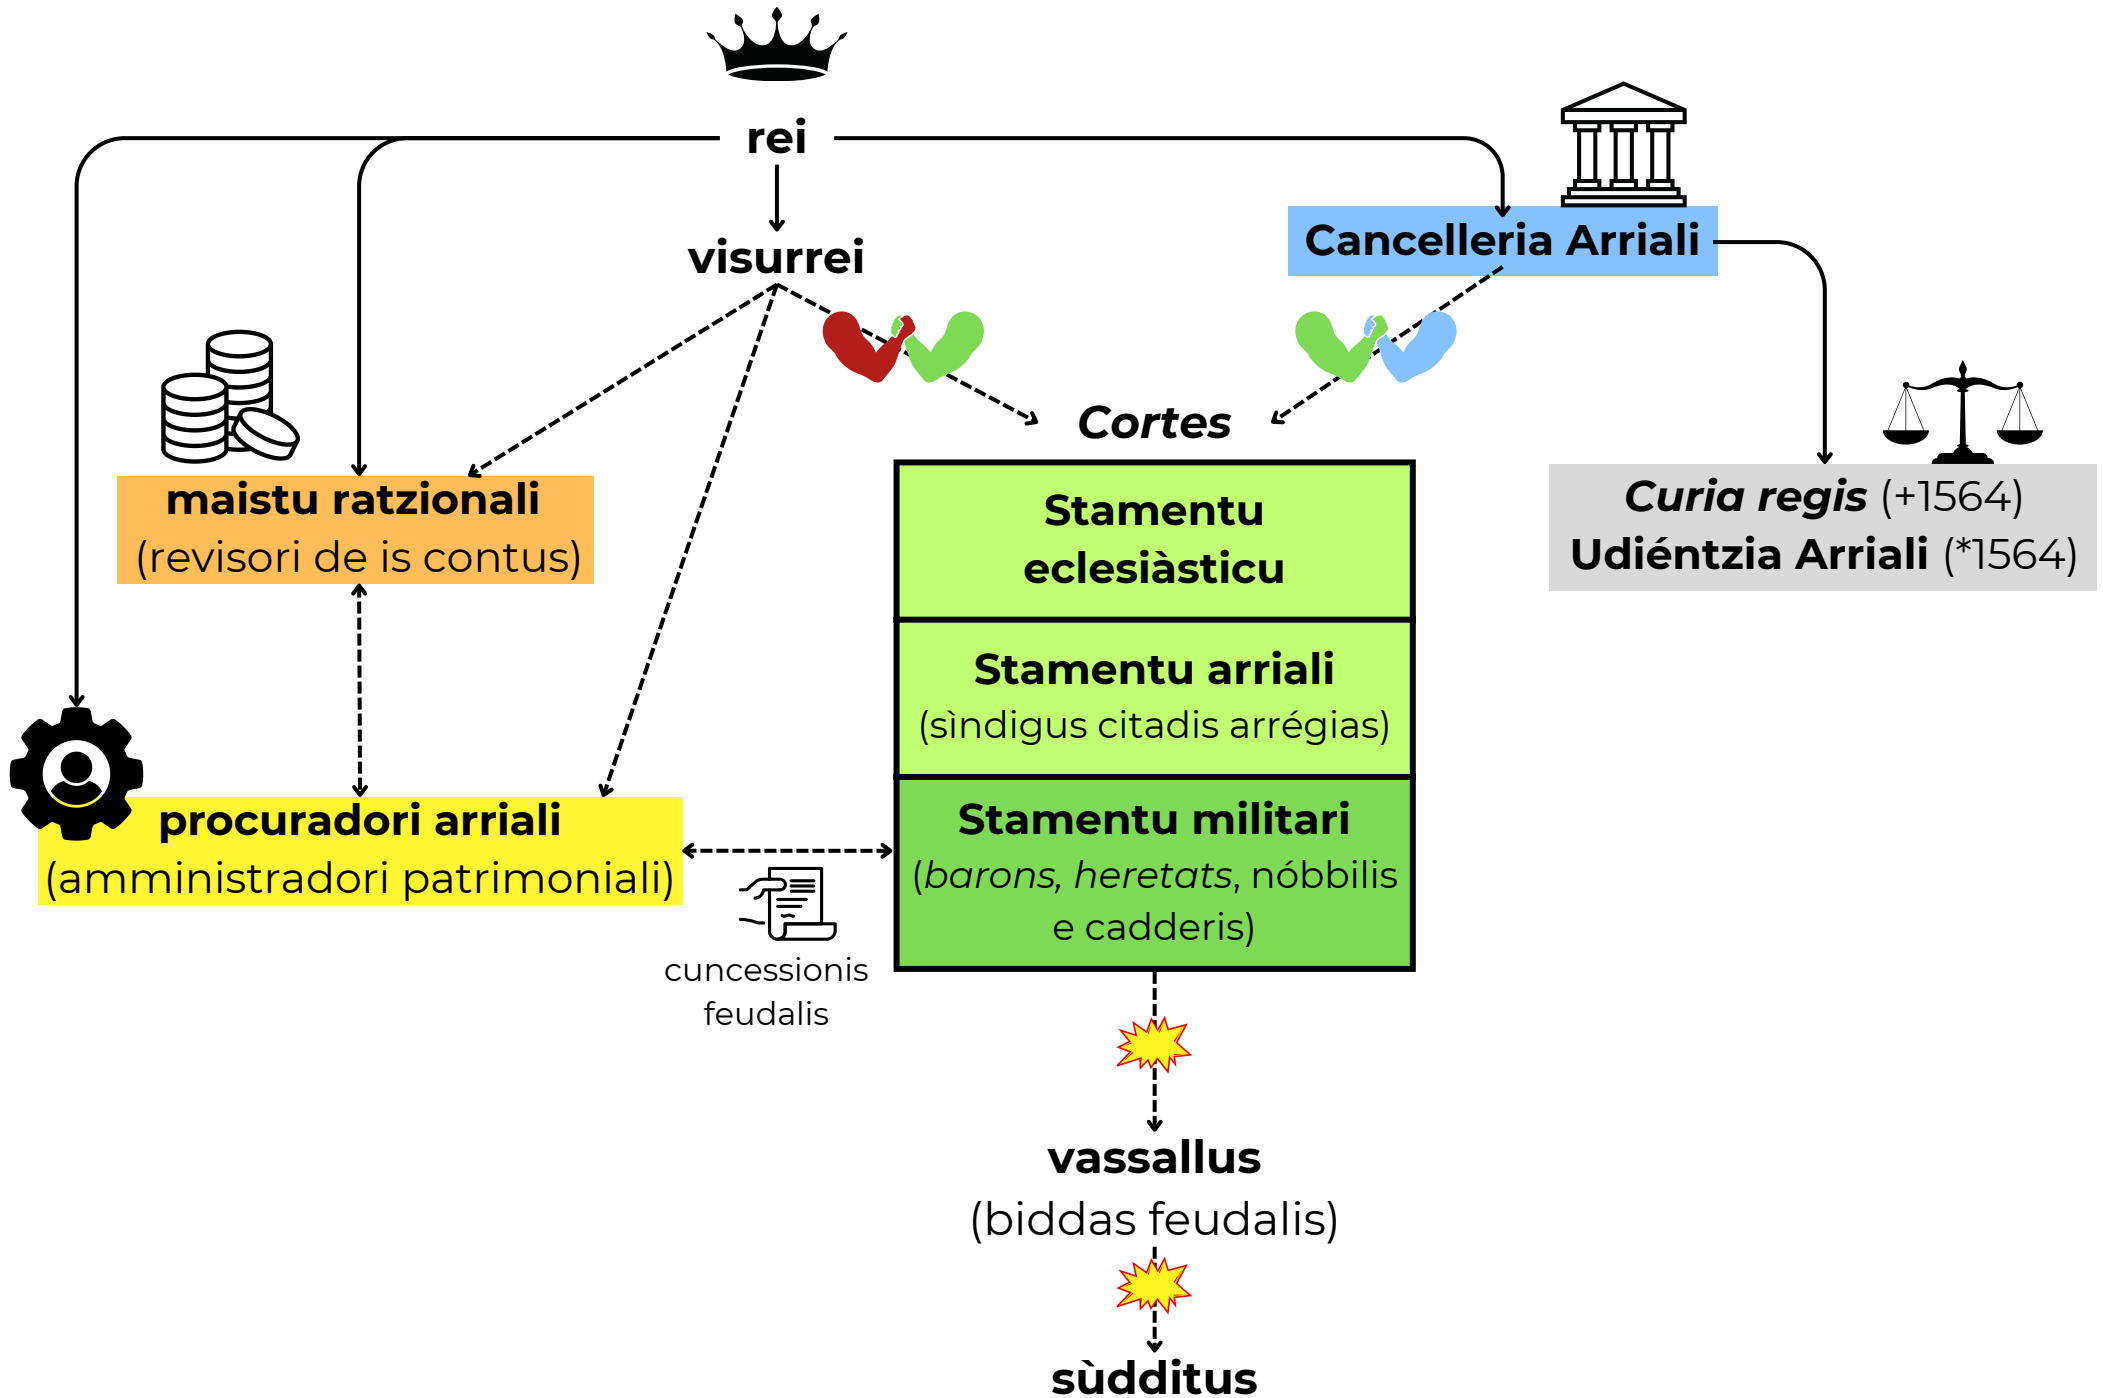 rei
visurrei
Cancelleria Arriali
Cortes
maistu ratzionali
(revisori de is contus)
Stamentu
eclesiàsticu
Curia regis (+1564)
Udiéntzia Arriali (*1564)
Stamentu arriali
(sìndigus citadis arrégias)
procuradori arriali
(amministradori patrimoniali)
Stamentu militari
(barons, heretats, nóbbilis
e cadderis)
cuncessionis
feudalis
vassallus
(biddas feudalis)
sùdditus